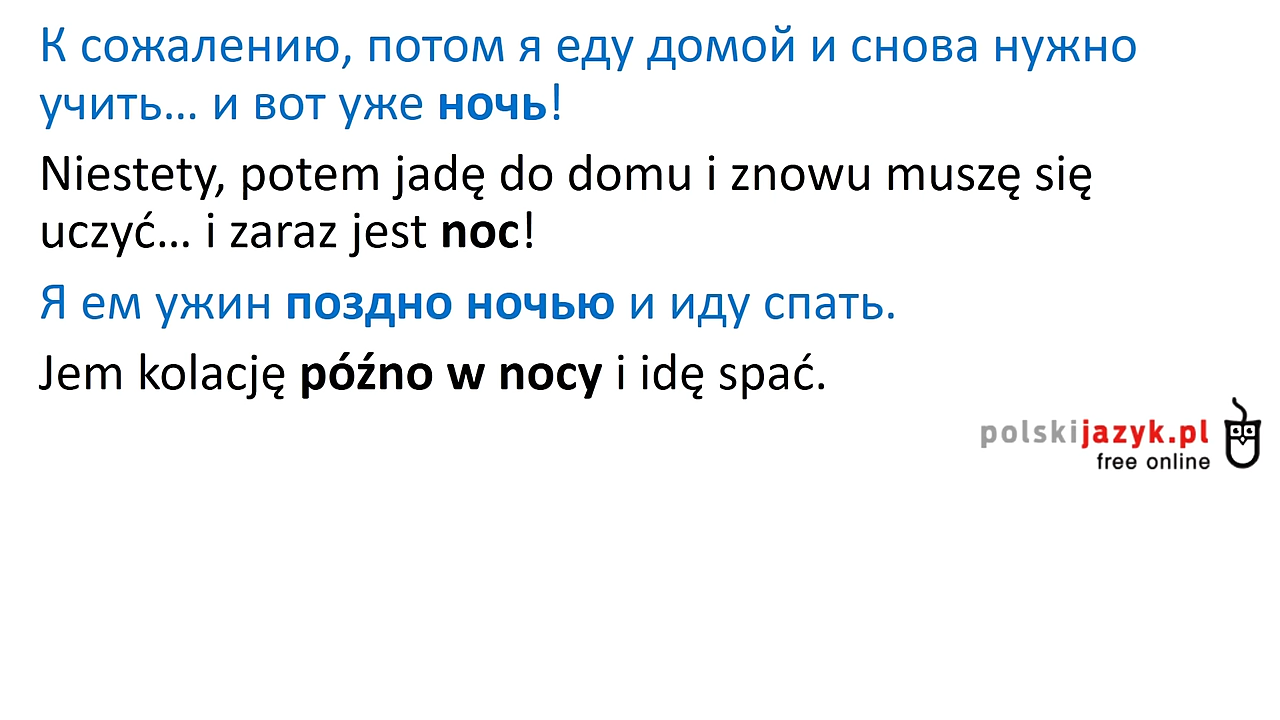 К сожалению, потом я еду домой и снова нужно
учить... и вот уже ночь!
Niestety, potem jadę do domu i znowu muszę się
uczyć... i zaraz jest noc!
Я ем ужин поздно ночью и иду спать.
Jem kolację późno w nocy i idę spać.
polskijazyk.pl
free online